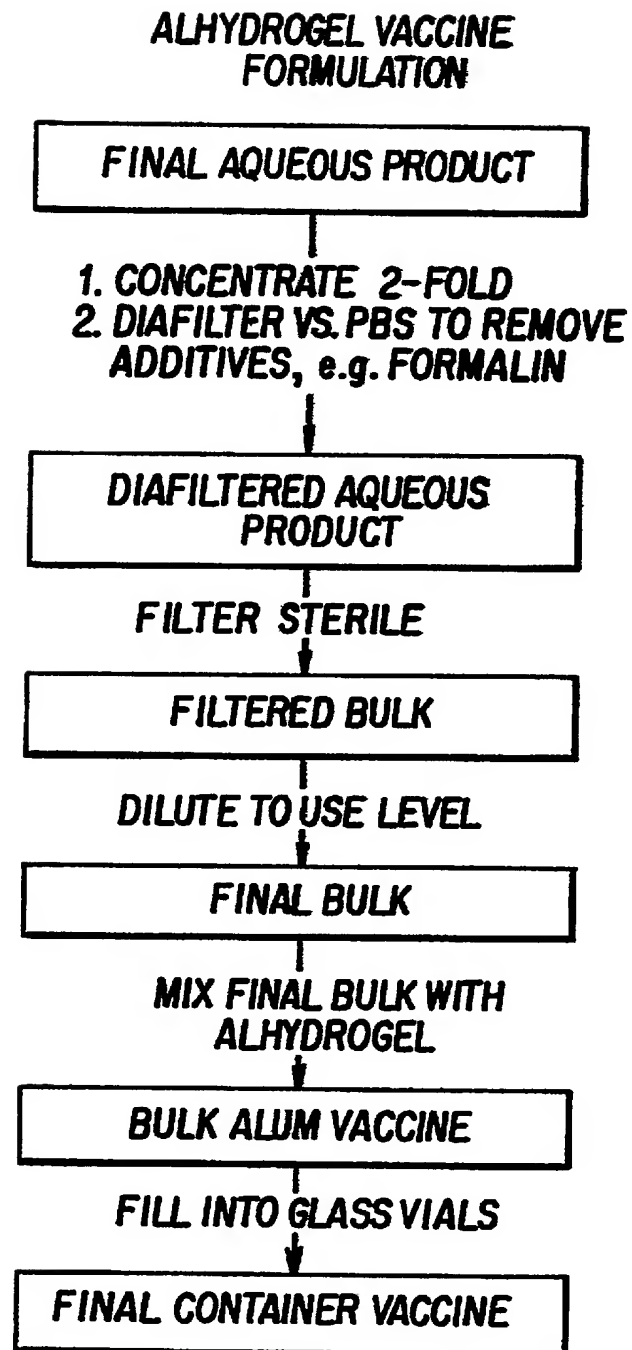 ALHYDROGEL VACCINE
FORMULATION
FINAL AQUEOUS PRODUCT
1. CONCENTRATE 2-FOLD
2. DIAFILTER VS. PBS TO REMOVE
ADDITIVES, e.g. FORMALIN
DIAFILTERED AQUEOUS
PRODUCT
FILTER STERILE
FILTERED BULK
DILUTE TO USE LEVEL
FINAL BULK
MIX FINAL BULK WITH
ALHYDROGEL
BULK ALUM VACCINE
FILL INTO GLASS VIALS
FINAL CONTAINER VACCINE